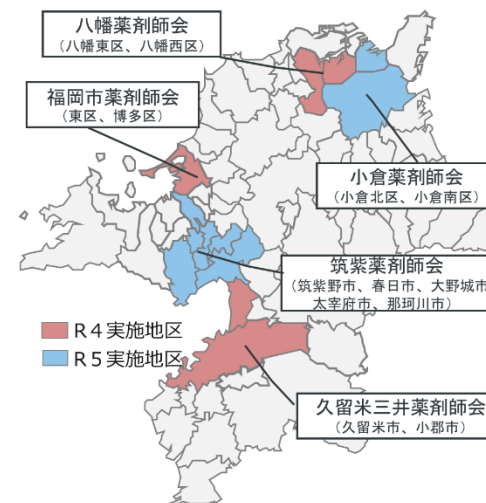 八幡薬剤師会
（八幡東区、八幡西区）
福岡市薬剤師会
（東区、博多区）
小倉薬剤師会
（小倉北区、小倉南区）
筑紫薬剤師会
（筑紫野市、春日市、大野城市
太宰府市、那珂川市）
R４実施地区
R５実施地区
久留米三井薬剤師会
（久留米市、小郡市）